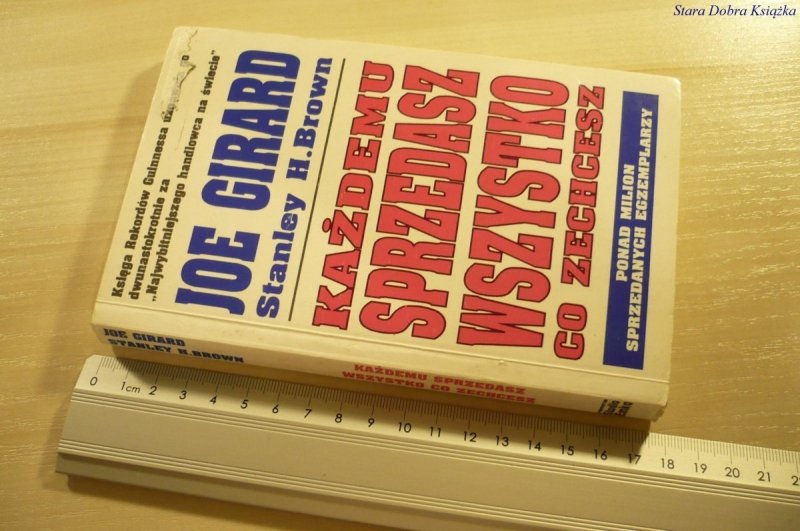 Stara Dobra Książka
Księga Rekordów Guinnessa
dwunastokrotnie za
„Najwybitniejszego handlowca na świecie"
JOE GIRARD
Stanley H. Brown
KAŻDEMU
SPRZEDASZ
WSZYSTKO
CO ZECHCESZ
PONAD MILION
SPRZEDANYCH EGZEMPLARZY
JOE GIRARD
STANLEY H. BROWN
KAŻDEMU SPRZEDASZ
WSZYSTKO CO ZECHCESZ
0 1cm 2 3 4 5 6 7 8 9 10 11 12 13 14 15 16 17 18 19 20 21